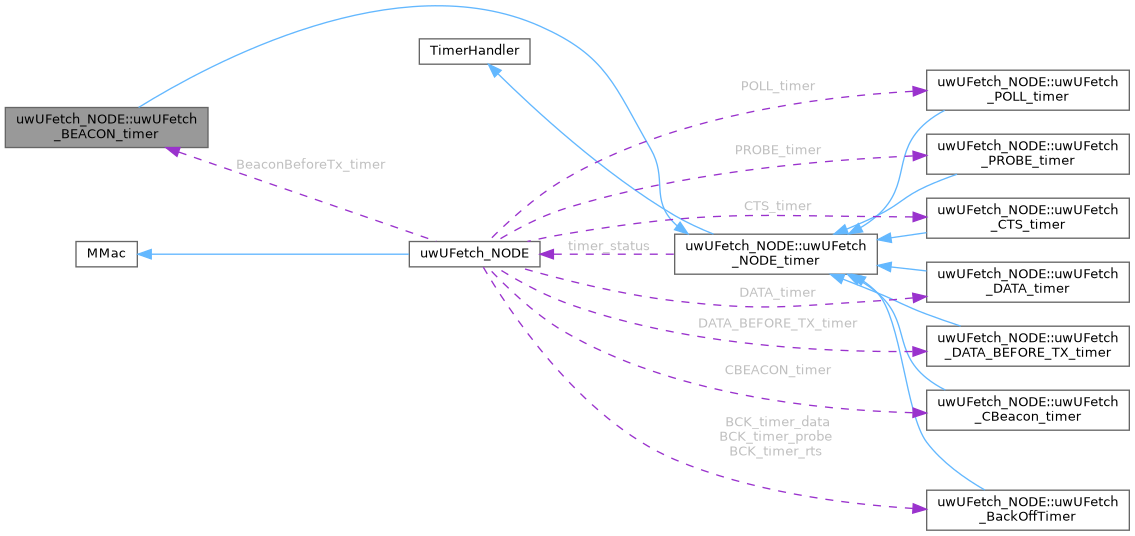 TimerHandler
uwUFetch_NODE::uwUFetch
_BEACON_timer
BeaconBeforeTx_timer
MMac
uwUFetch_NODE
timer_status
uwUFetch_NODE::uwUFetch
_NODE_timer
POLL_timer
PROBE_timer
CTS_timer
DATA_timer
DATA_BEFORE_TX_timer
CBEACON_timer
BCK_timer_data
BCK_timer_probe
BCK_timer_rts
uwUFetch_NODE::uwUFetch
_POLL_timer
uwUFetch_NODE::uwUFetch
_PROBE_timer
uwUFetch_NODE::uwUFetch
_CTS_timer
uwUFetch_NODE::uwUFetch
_DATA_timer
uwUFetch_NODE::uwUFetch
_DATA_BEFORE_TX_timer
uwUFetch_NODE::uwUFetch
_CBeacon_timer
uwUFetch_NODE::uwUFetch
_BackOffTimer